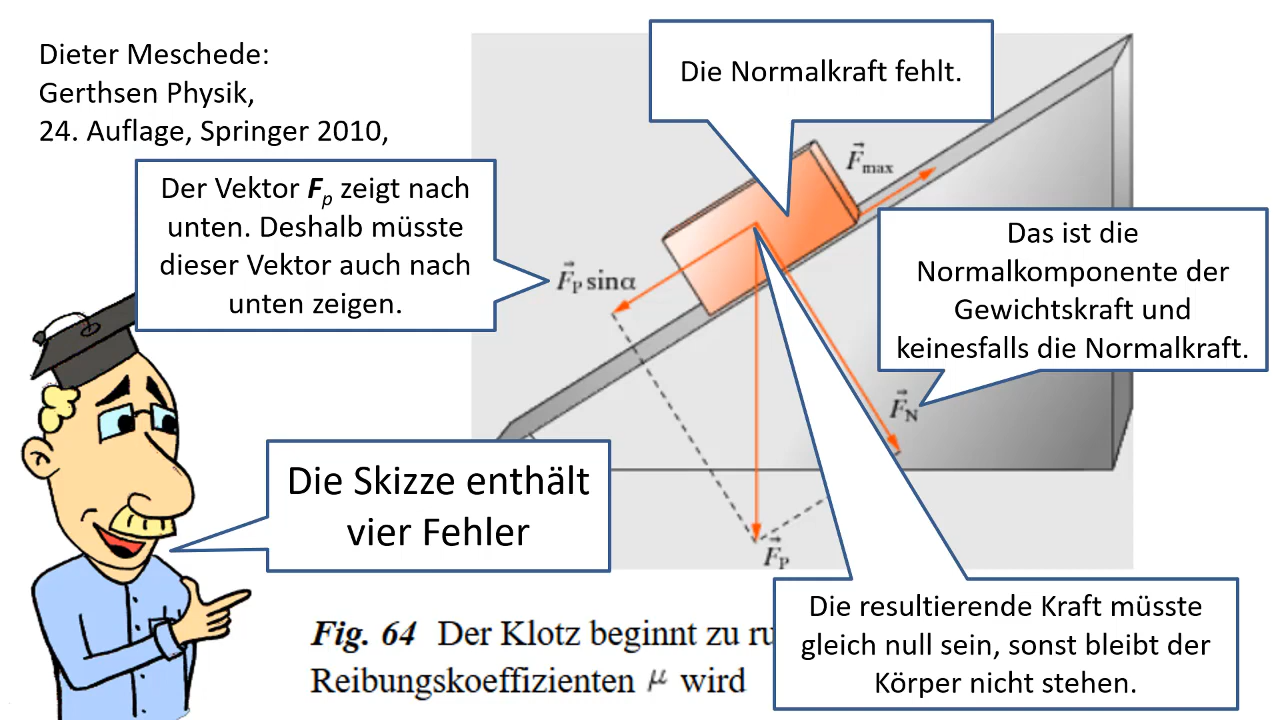 Dieter Meschede:
Gerthsen Physik,
24. Auflage, Springer 2010,
Die Normalkraft fehlt.
Der Vektor Fp zeigt nach
unten. Deshalb müsste
dieser Vektor auch nach
unten zeigen.
F⃗max
Das ist die
Normalkomponente der
Gewichtskraft und
keinesfalls die Normalkraft.
F⃗P sinα
F⃗N
Die Skizze enthält
vier Fehler
F⃗P
Die resultierende Kraft müsste
gleich null sein, sonst bleibt der
Körper nicht stehen.
Fig. 64 Der Klotz beginnt zu
Reibungskoeffizienten μ wird